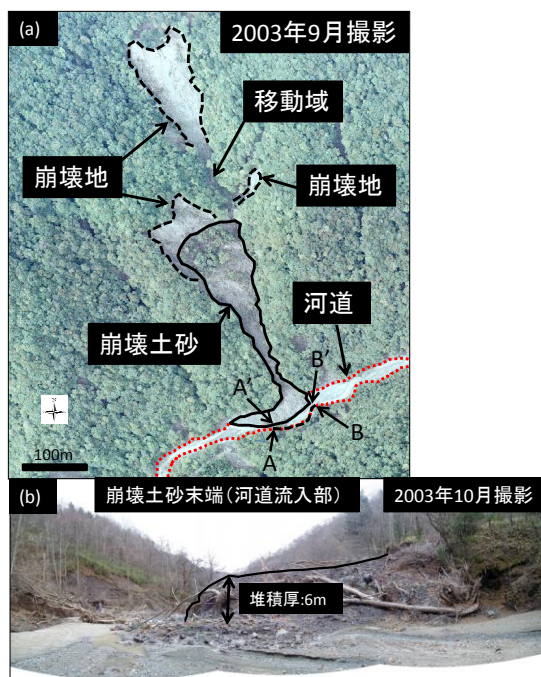 (a)
2003年9月撮影
移動域
崩壊地
崩壊地
河道
崩壊土砂
A'
B'
A
B
100m
(b)
崩壊土砂末端(河道流入部)
2003年10月撮影
堆積厚:6m